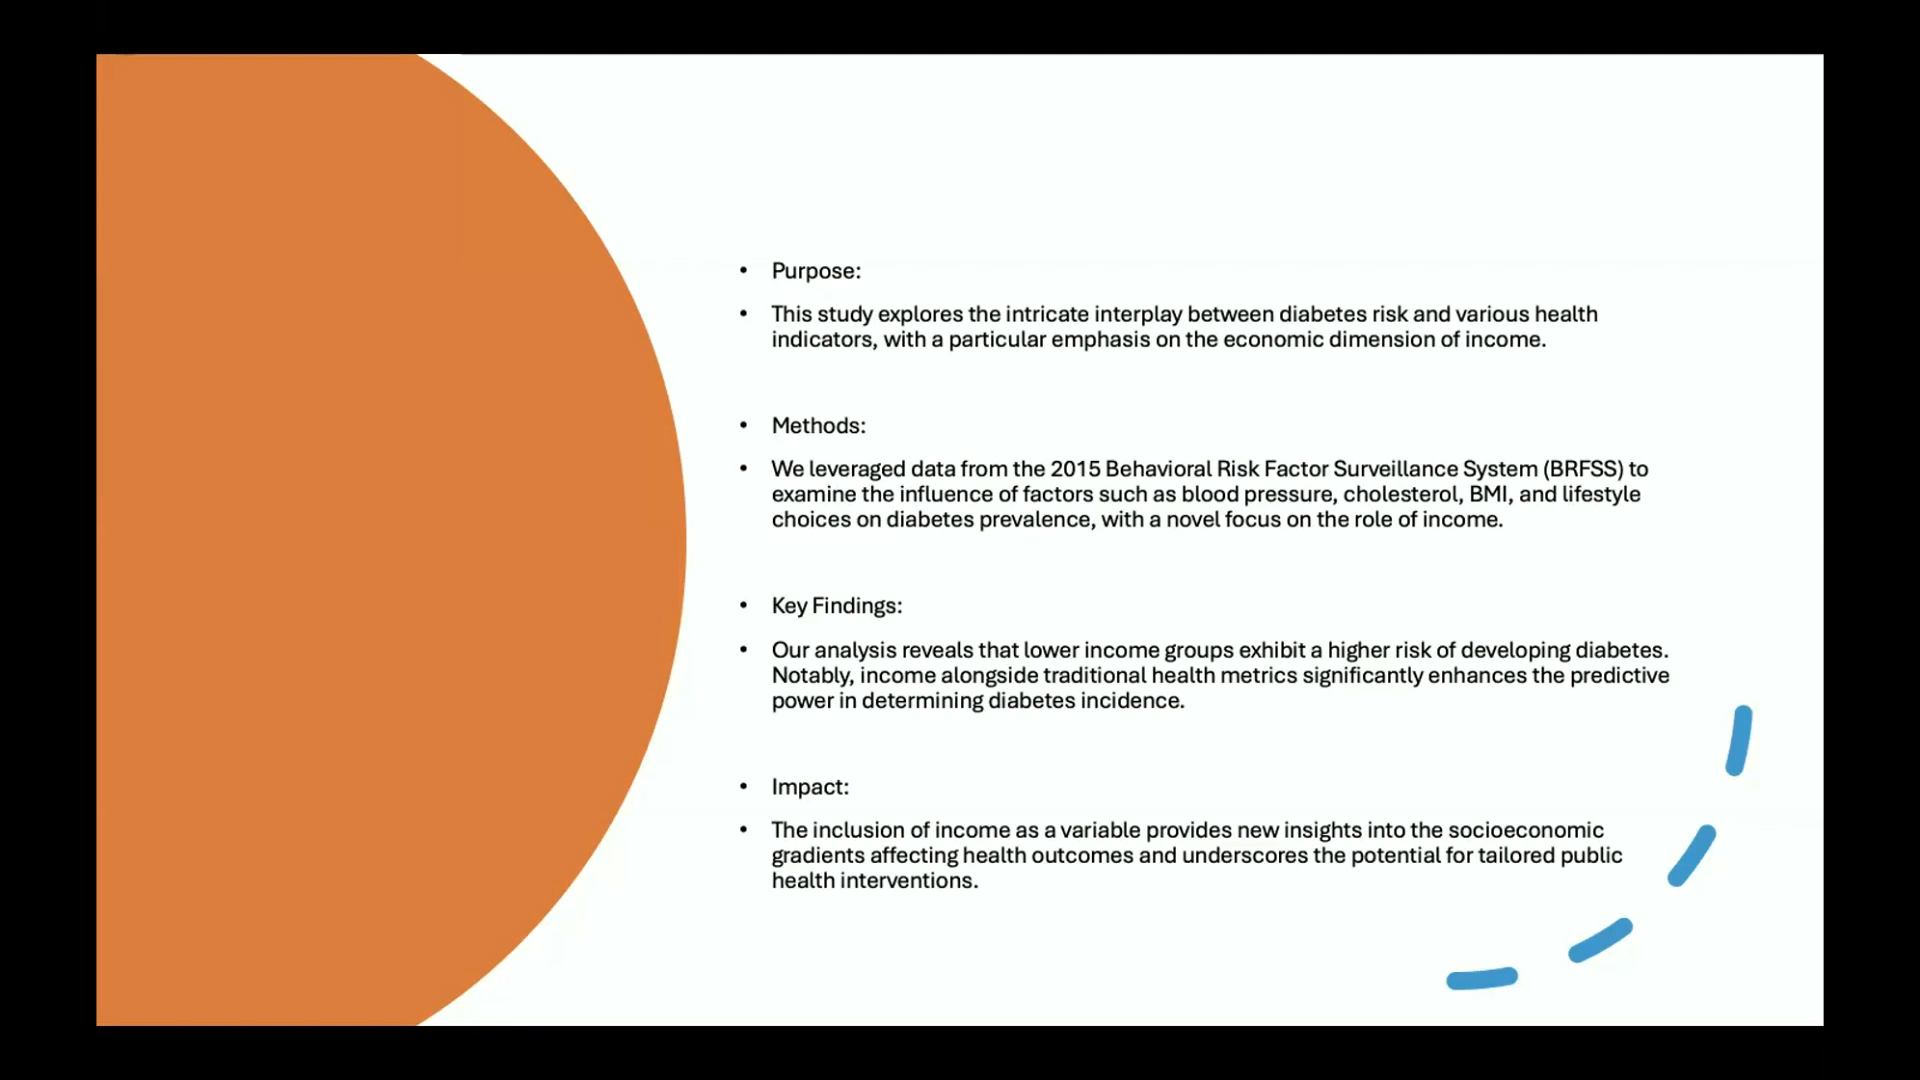 • Purpose:
• This study explores the intricate interplay between diabetes risk and various health
indicators, with a particular emphasis on the economic dimension of income.
• Methods:
• We leveraged data from the 2015 Behavioral Risk Factor Surveillance System (BRFSS) to
examine the influence of factors such as blood pressure, cholesterol, BMI, and lifestyle
choices on diabetes prevalence, with a novel focus on the role of income.
• Key Findings:
• Our analysis reveals that lower income groups exhibit a higher risk of developing diabetes.
Notably, income alongside traditional health metrics significantly enhances the predictive
power in determining diabetes incidence.
• Impact:
• The inclusion of income as a variable provides new insights into the socioeconomic
gradients affecting health outcomes and underscores the potential for tailored public
health interventions.